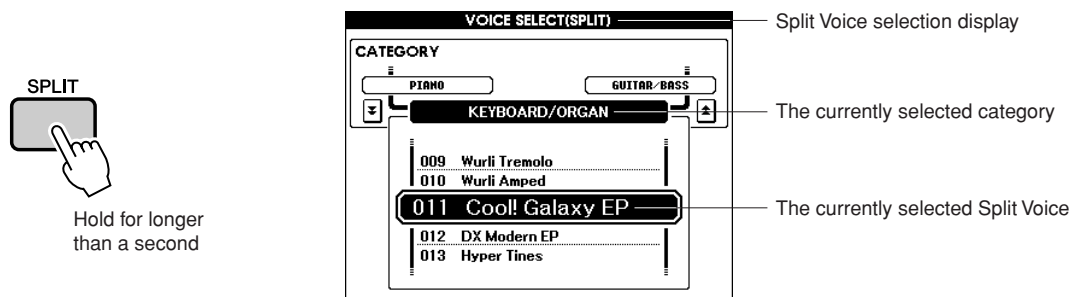 SPLIT
Hold for longer
than a second
VOICE SELECT(SPLIT)
Split Voice selection display
CATEGORY
PIANO
GUITAR/BASS
KEYBOARD/ORGAN
The currently selected category
009 Wurli Tremolo
010 Wurli Amped
011 Cool! Galaxy EP
The currently selected Split Voice
012 DX Modern EP
013 Hyper Tines